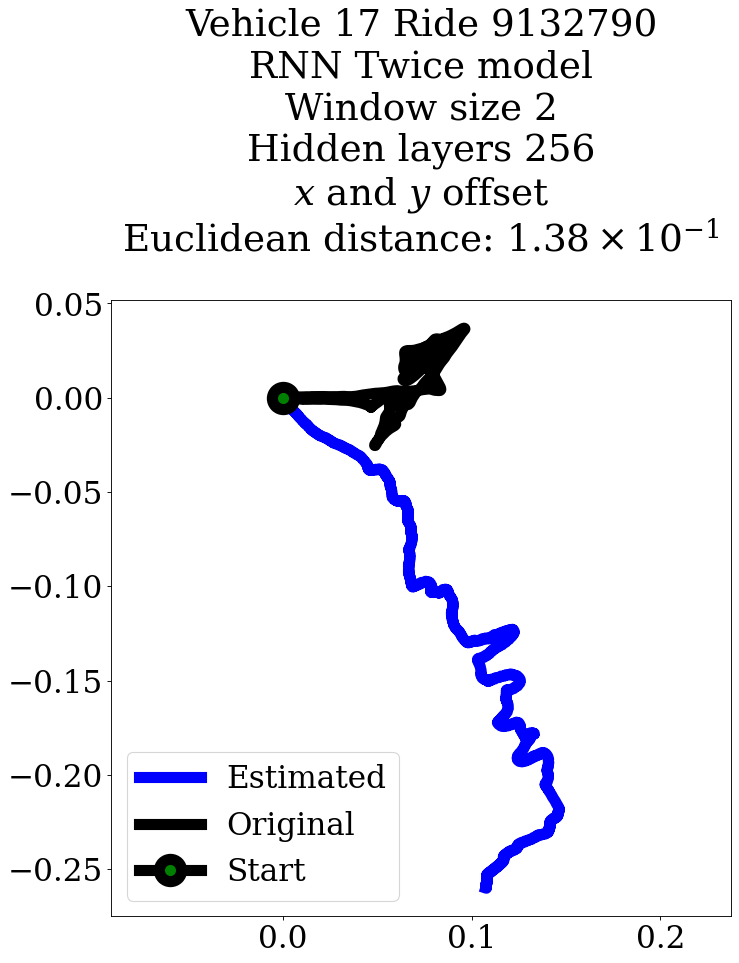 Vehicle 17 Ride 9132790
RNN Twice model
Window size 2
Hidden layers 256
x and y offset
Euclidean distance: 1.38 × 10⁻¹
0.05
0.00
−0.05
−0.10
−0.15
−0.20
−0.25
Estimated
Original
Start
0.0 0.1 0.2